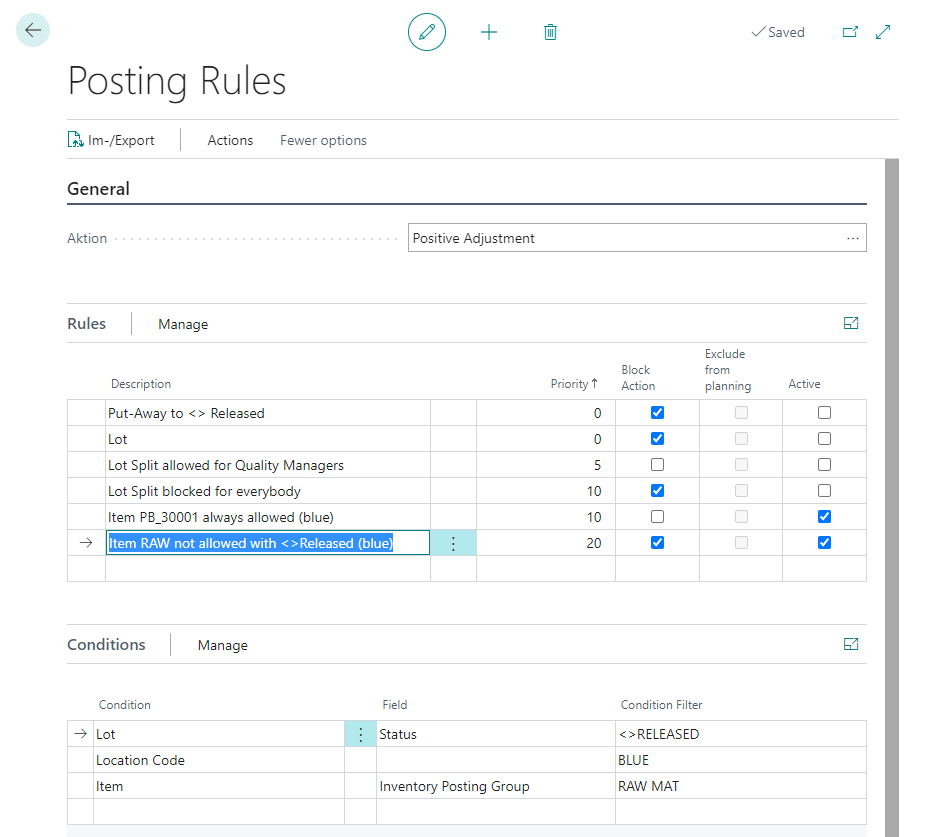 Saved
Posting Rules
Im-/Export Actions Fewer options
General
Aktion Positive Adjustment
Rules Manage
Description Priority↑ Block Action Exclude from planning Active
Put-Away to <> Released 0
Lot 0
Lot Split allowed for Quality Managers 5
Lot Split blocked for everybody 10
Item PB_30001 always allowed (blue) 10
Item RAW not allowed with <>Released (blue) 20
Conditions Manage
Condition Field Condition Filter
Lot Status <>RELEASED
Location Code BLUE
Item Inventory Posting Group RAW MAT